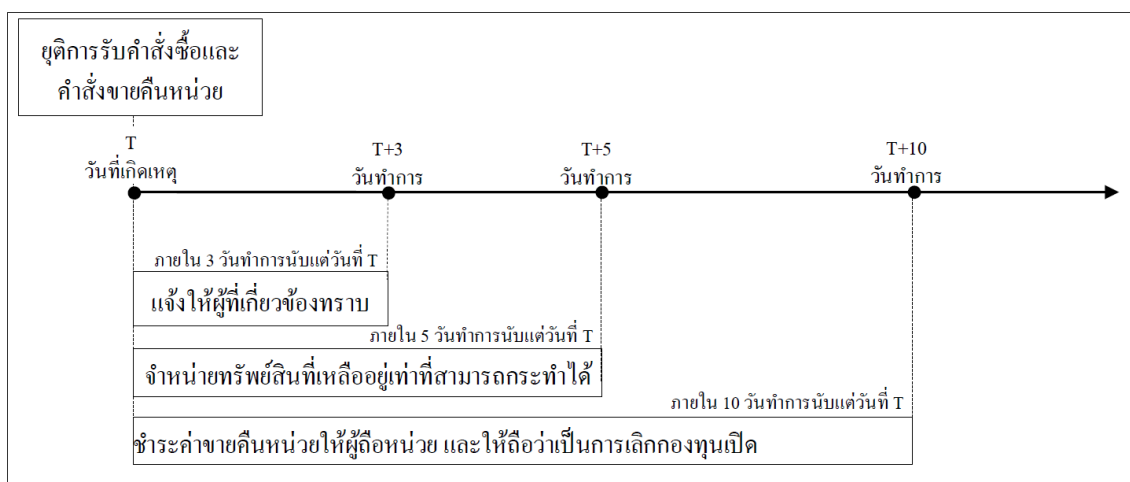 ยุติการรับคำสั่งซื้อและ
คำสั่งขายคืนหน่วย
T
วันที่เกิดเหตุ
T+3
วันทำการ
T+5
วันทำการ
T+10
วันทำการ
ภายใน 3 วันทำการนับแต่วันที่ T
แจ้งให้ผู้ที่เกี่ยวข้องทราบ
ภายใน 5 วันทำการนับแต่วันที่ T
จำหน่ายทรัพย์สินที่เหลืออยู่เท่าที่สามารถกระทำได้
ภายใน 10 วันทำการนับแต่วันที่ T
ชำระค่าขายคืนหน่วยให้ผู้ถือหน่วย และให้ถือว่าเป็นการเลิกกองทุนเปิด